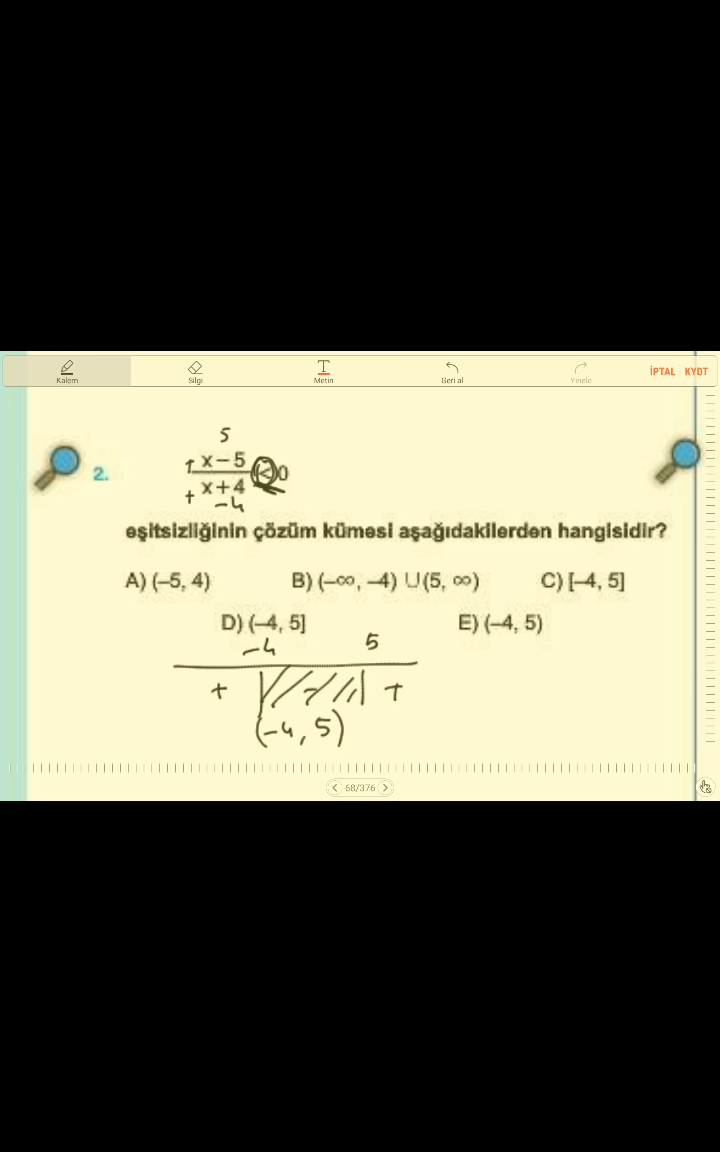 Kalem Silgi Metin Geri al Yinele İPTAL KYDT
5
2. + x – 5 / + x + 4 < 0
–4
eşitsizliğinin çözüm kümesi aşağıdakilerden hangisidir?
A) (–5, 4) B) (–∞, –4) ∪ (5, ∞) C) [–4, 5]
D) (–4, 5] E) (–4, 5)
–4 5
+ – +
(–4, 5)
68/376